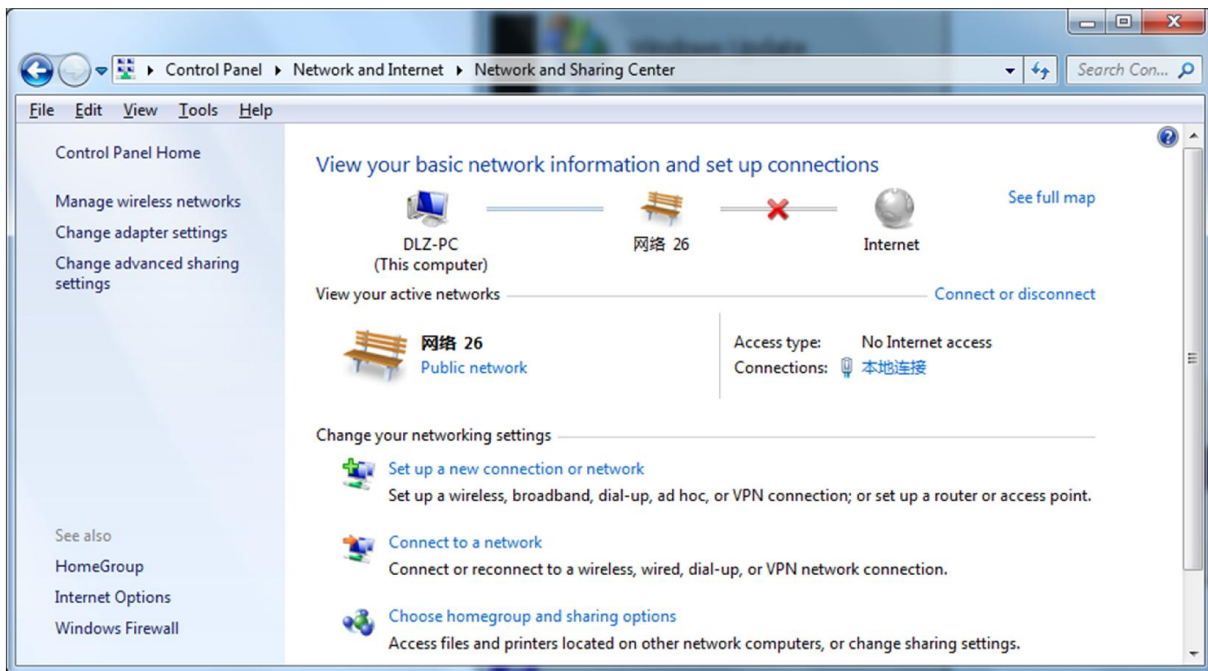 Windows Update
Control Panel Network and Internet Network and Sharing Center
Search Con...
File Edit View Tools Help
Control Panel Home
Manage wireless networks
Change adapter settings
Change advanced sharing
settings
See also
HomeGroup
Internet Options
Windows Firewall
View your basic network information and set up connections
See full map
DLZ-PC
(This computer)
网络 26
Internet
View your active networks
Connect or disconnect
网络 26
Public network
Access type: No Internet access
Connections: 本地连接
Change your networking settings
Set up a new connection or network
Set up a wireless, broadband, dial-up, ad hoc, or VPN connection; or set up a router or access point.
Connect to a network
Connect or reconnect to a wireless, wired, dial-up, or VPN network connection.
Choose homegroup and sharing options
Access files and printers located on other network computers, or change sharing settings.